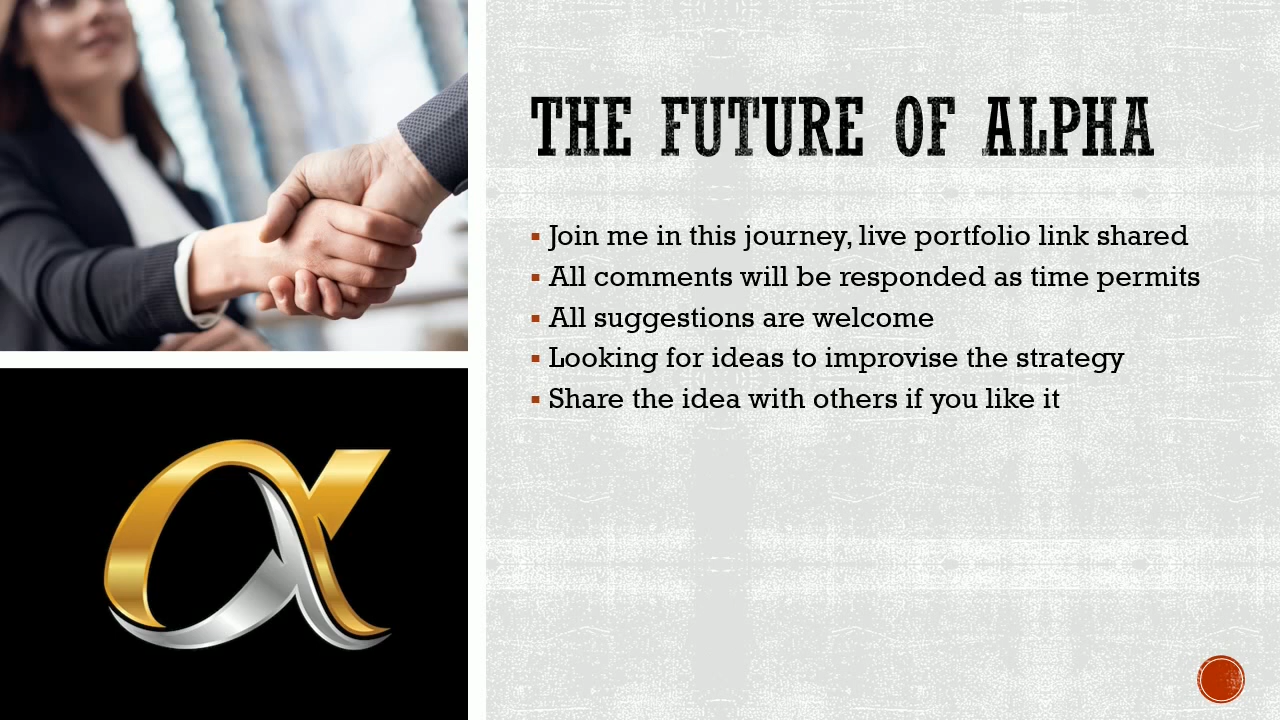 THE FUTURE OF ALPHA
Join me in this journey, live portfolio link shared
All comments will be responded as time permits
All suggestions are welcome
Looking for ideas to improvise the strategy
Share the idea with others if you like it